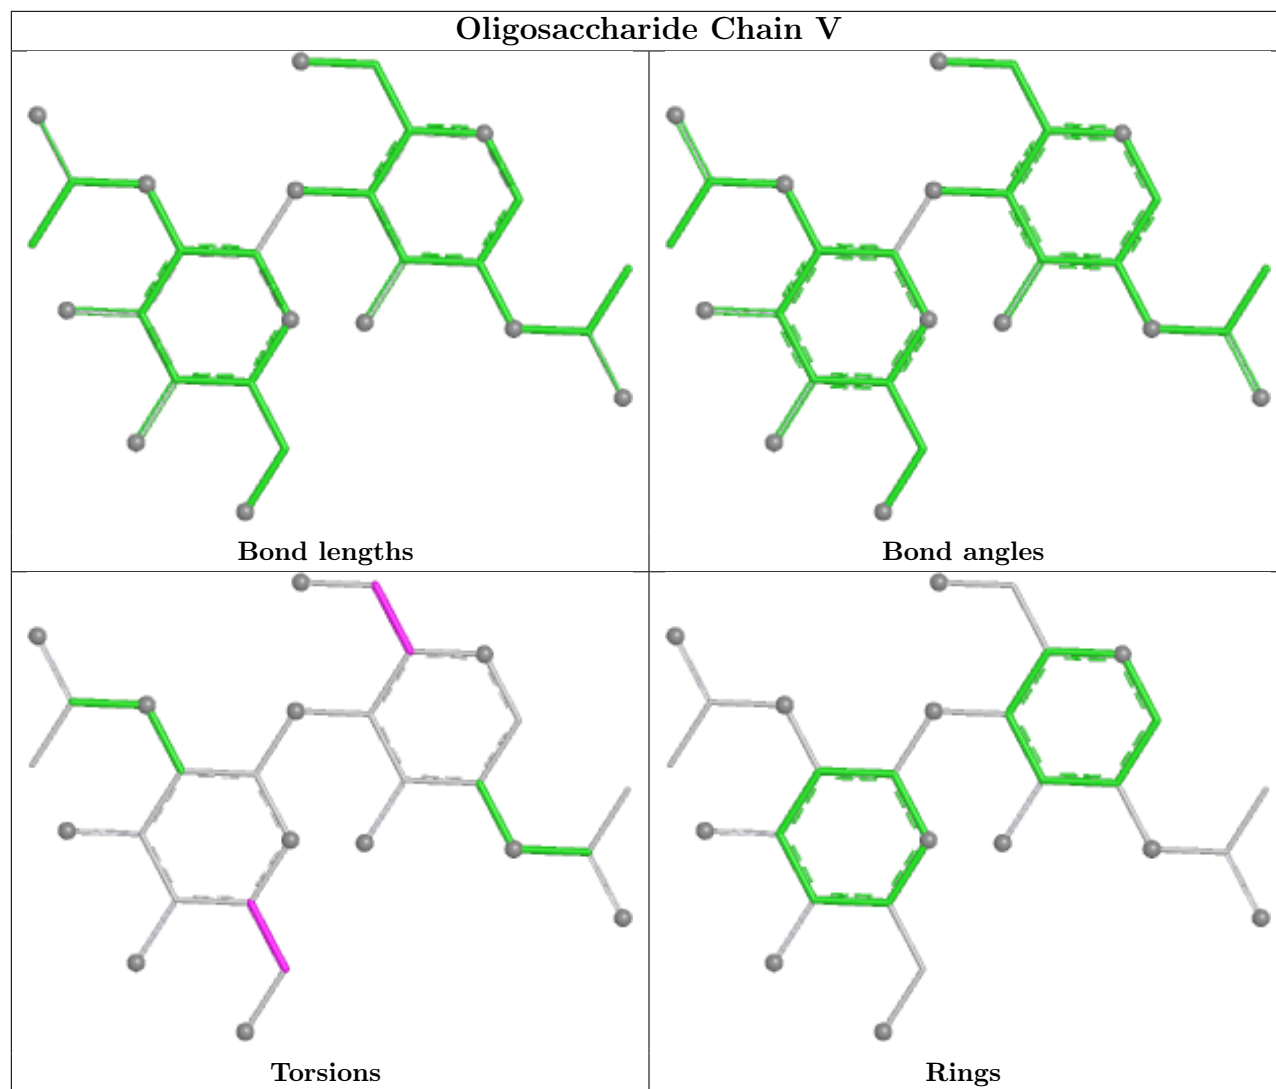 Oligosaccharide Chain V
Bond lengths
Bond angles
Torsions
Rings